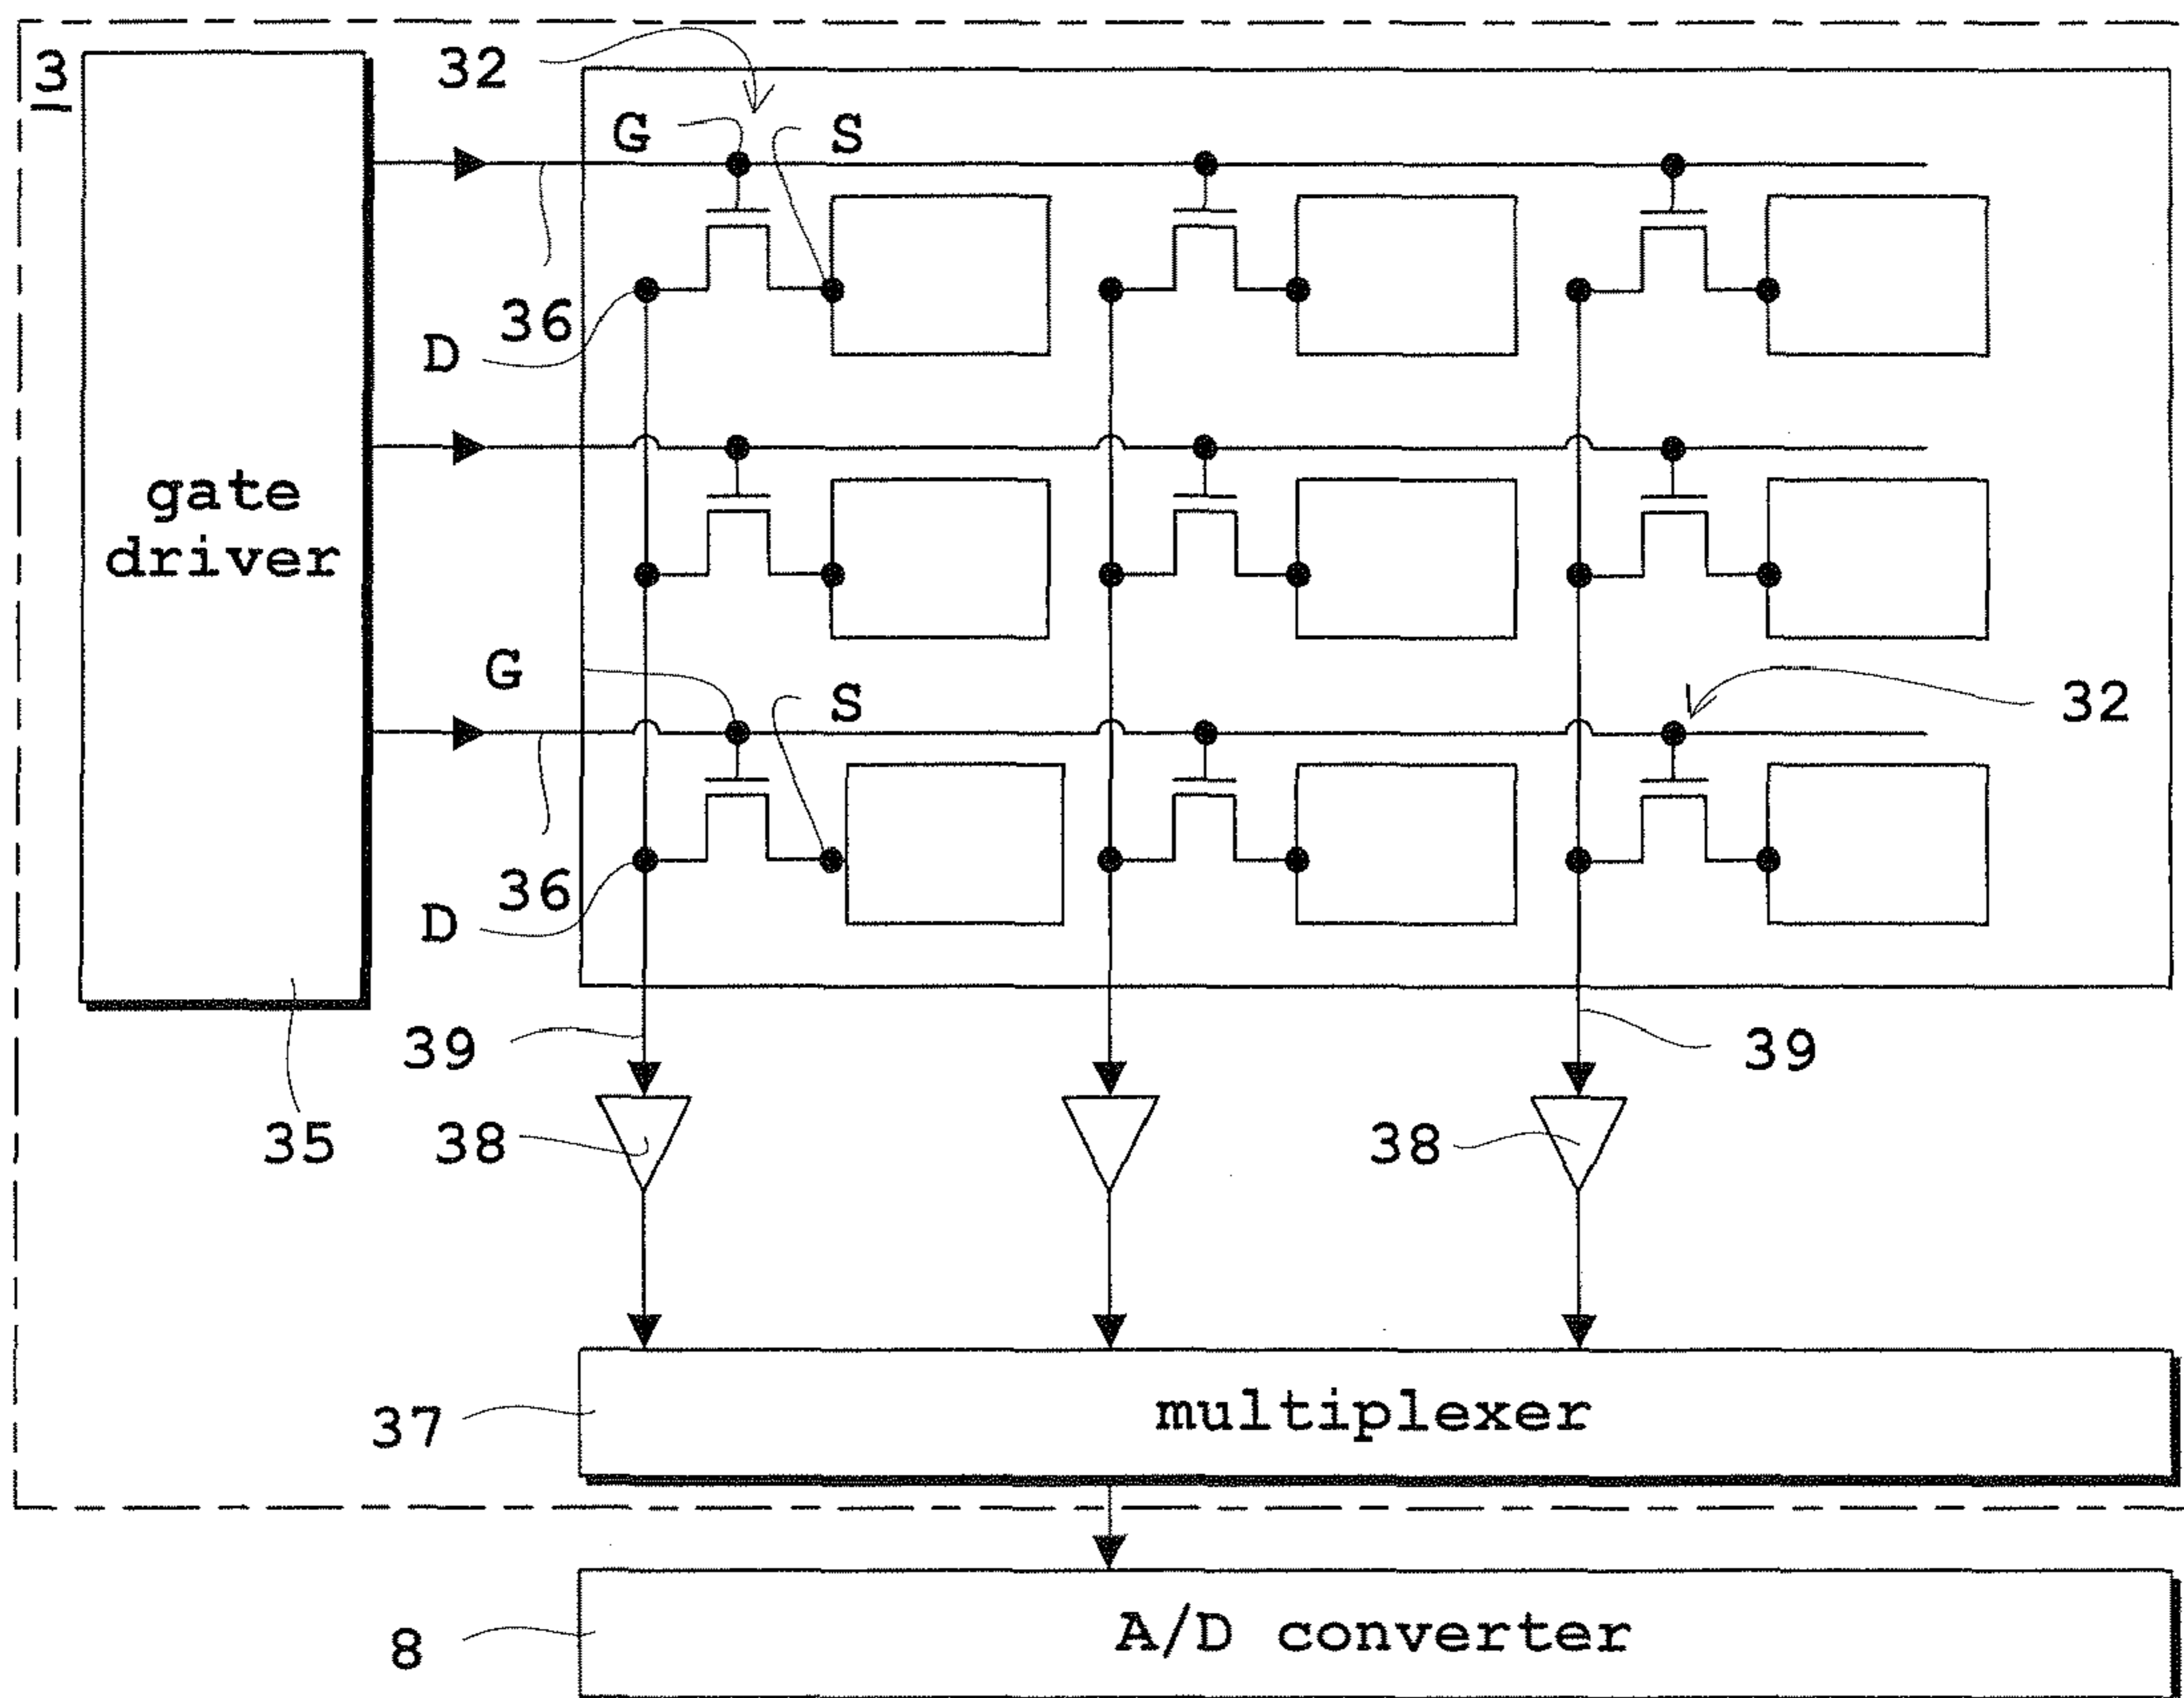 3
32
G
S
36
D
gate
driver
G
S
32
36
D
39
39
35
38
38
37
multiplexer
8
A/D converter